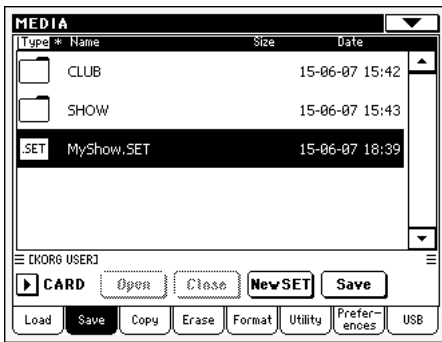 MEDIA
Type * Name Size Date
CLUB 15-06-07 15:42
SHOW 15-06-07 15:43
.SET MyShow.SET 15-06-07 18:39
[KORG USER]
CARD Open Close New SET Save
Load Save Copy Erase Format Utility Prefer-ences USB